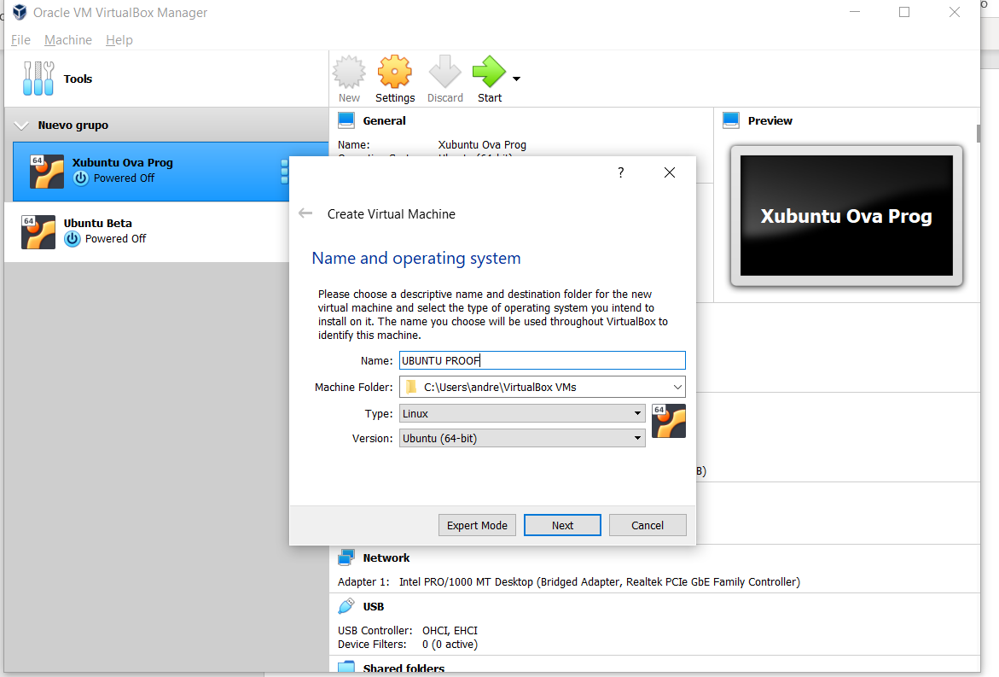 Oracle VM VirtualBox Manager
File Machine Help
Tools
New Settings Discard Start
Nuevo grupo
64
Xubuntu Ova Prog
Powered Off
64
Ubuntu Beta
Powered Off
General
Name: Xubuntu Ova Prog
Preview
Xubuntu Ova Prog
?
Create Virtual Machine
Name and operating system
Please choose a descriptive name and destination folder for the new
virtual machine and select the type of operating system you intend to
install on it. The name you choose will be used throughout VirtualBox to
identify this machine.
Name: UBUNTU PROOF
Machine Folder: C:\Users\andre\VirtualBox VMs
Type: Linux
64
Version: Ubuntu (64-bit)
B)
Expert Mode Next Cancel
Network
Adapter 1: Intel PRO/1000 MT Desktop (Bridged Adapter, Realtek PCIe GbE Family Controller)
USB
USB Controller: OHCI, EHCI
Device Filters: 0 (0 active)
Shared folders